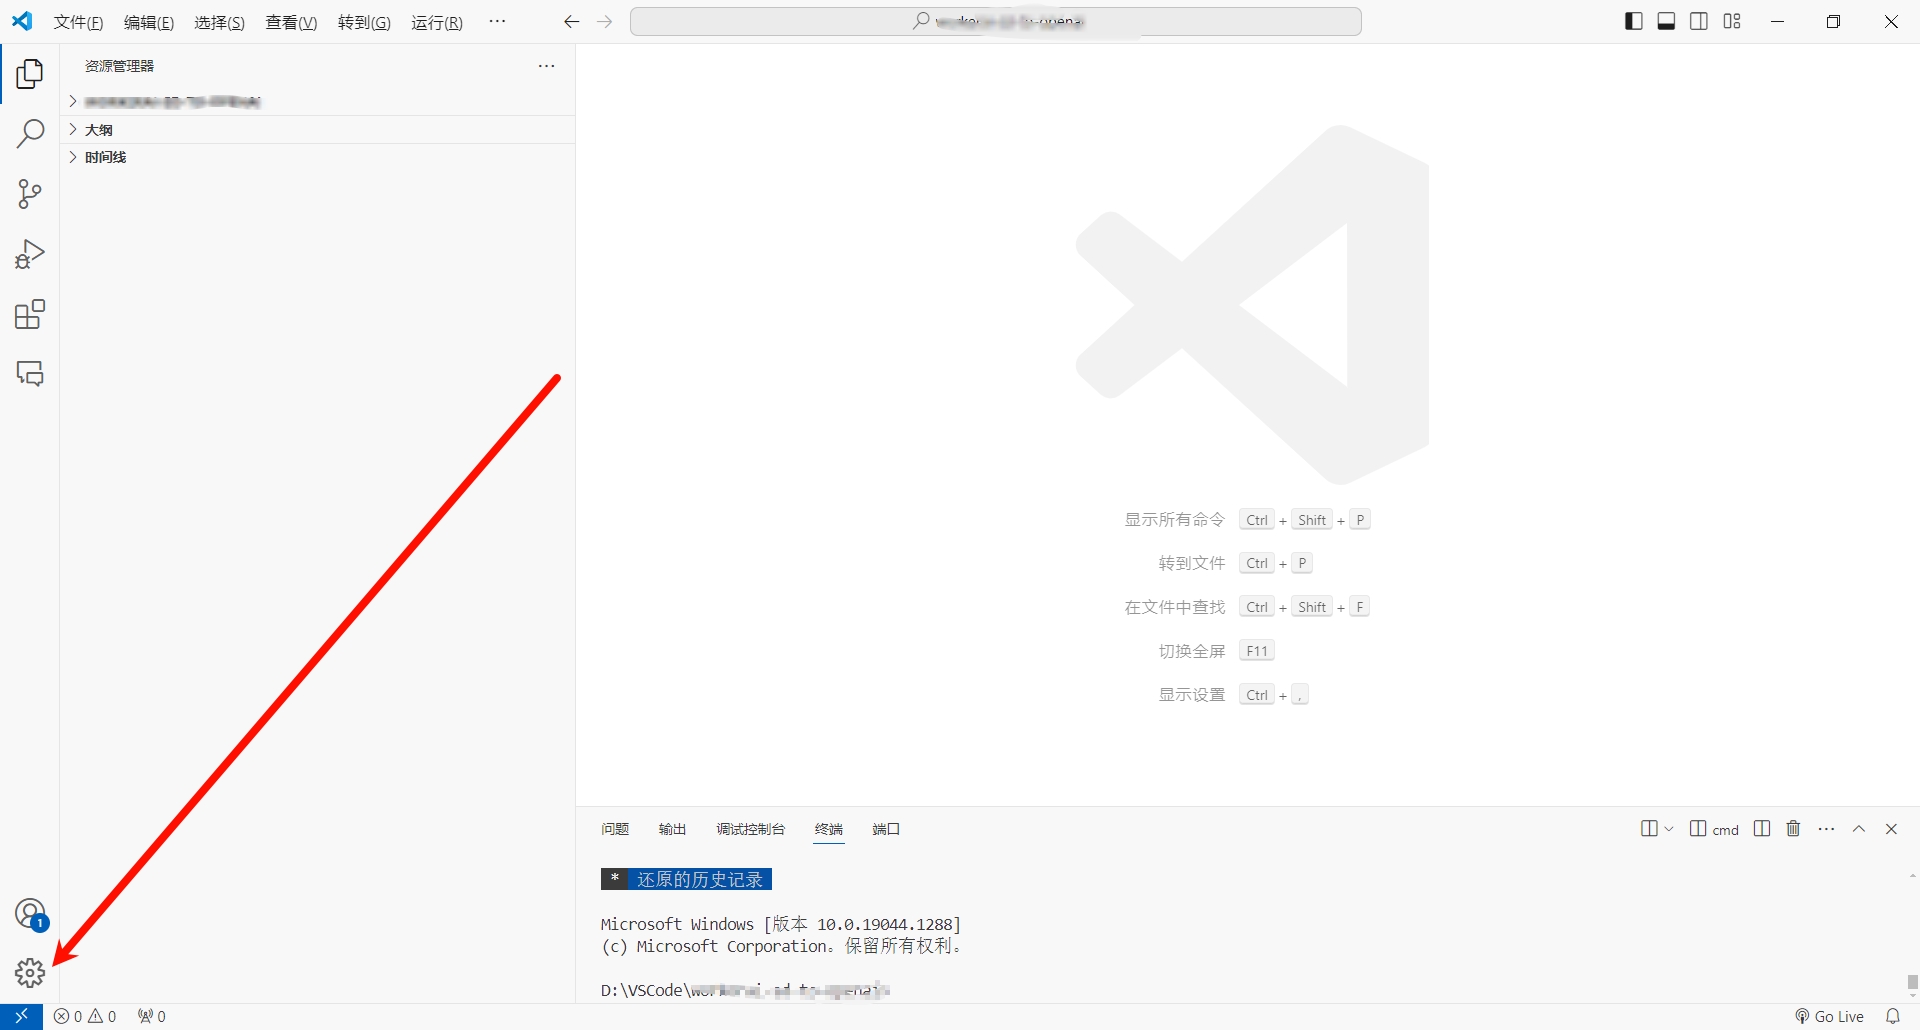 文件(F) 编辑(E) 选择(S) 查看(V) 转到(G) 运行(R) ···
资源管理器 ···
大纲
时间线
显示所有命令 Ctrl + Shift + P
转到文件 Ctrl + P
在文件中查找 Ctrl + Shift + F
切换全屏 F11
显示设置 Ctrl + ,
问题 输出 调试控制台 终端 端口 cmd ···
* 还原的历史记录
Microsoft Windows [版本 10.0.19044.1288]
(c) Microsoft Corporation。保留所有权利。
D:\VSCode\
1
0 0 0 Go Live